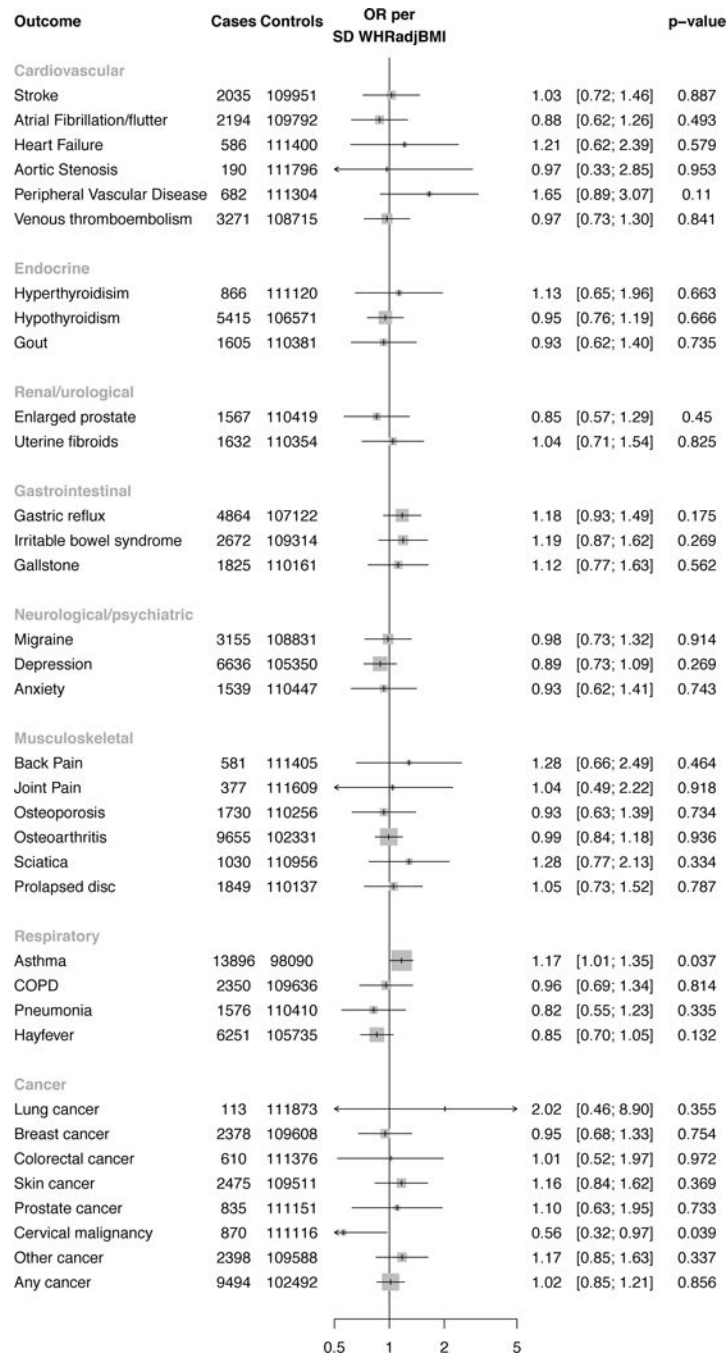 Outcome Cases Controls OR per SD WHRadjBMI p−value
Cardiovascular
Stroke 2035 109951 1.03 [0.72; 1.46] 0.887
Atrial Fibrillation/flutter 2194 109792 0.88 [0.62; 1.26] 0.493
Heart Failure 586 111400 1.21 [0.62; 2.39] 0.579
Aortic Stenosis 190 111796 0.97 [0.33; 2.85] 0.953
Peripheral Vascular Disease 682 111304 1.65 [0.89; 3.07] 0.11
Venous thromboembolism 3271 108715 0.97 [0.73; 1.30] 0.841
Endocrine
Hyperthyroidisim 866 111120 1.13 [0.65; 1.96] 0.663
Hypothyroidism 5415 106571 0.95 [0.76; 1.19] 0.666
Gout 1605 110381 0.93 [0.62; 1.40] 0.735
Renal/urological
Enlarged prostate 1567 110419 0.85 [0.57; 1.29] 0.45
Uterine fibroids 1632 110354 1.04 [0.71; 1.54] 0.825
Gastrointestinal
Gastric reflux 4864 107122 1.18 [0.93; 1.49] 0.175
Irritable bowel syndrome 2672 109314 1.19 [0.87; 1.62] 0.269
Gallstone 1825 110161 1.12 [0.77; 1.63] 0.562
Neurological/psychiatric
Migraine 3155 108831 0.98 [0.73; 1.32] 0.914
Depression 6636 105350 0.89 [0.73; 1.09] 0.269
Anxiety 1539 110447 0.93 [0.62; 1.41] 0.743
Musculoskeletal
Back Pain 581 111405 1.28 [0.66; 2.49] 0.464
Joint Pain 377 111609 1.04 [0.49; 2.22] 0.918
Osteoporosis 1730 110256 0.93 [0.63; 1.39] 0.734
Osteoarthritis 9655 102331 0.99 [0.84; 1.18] 0.936
Sciatica 1030 110956 1.28 [0.77; 2.13] 0.334
Prolapsed disc 1849 110137 1.05 [0.73; 1.52] 0.787
Respiratory
Asthma 13896 98090 1.17 [1.01; 1.35] 0.037
COPD 2350 109636 0.96 [0.69; 1.34] 0.814
Pneumonia 1576 110410 0.82 [0.55; 1.23] 0.335
Hayfever 6251 105735 0.85 [0.70; 1.05] 0.132
Cancer
Lung cancer 113 111873 2.02 [0.46; 8.90] 0.355
Breast cancer 2378 109608 0.95 [0.68; 1.33] 0.754
Colorectal cancer 610 111376 1.01 [0.52; 1.97] 0.972
Skin cancer 2475 109511 1.16 [0.84; 1.62] 0.369
Prostate cancer 835 111151 1.10 [0.63; 1.95] 0.733
Cervical malignancy 870 111116 0.56 [0.32; 0.97] 0.039
Other cancer 2398 109588 1.17 [0.85; 1.63] 0.337
Any cancer 9494 102492 1.02 [0.85; 1.21] 0.856
0.5 1 2 5